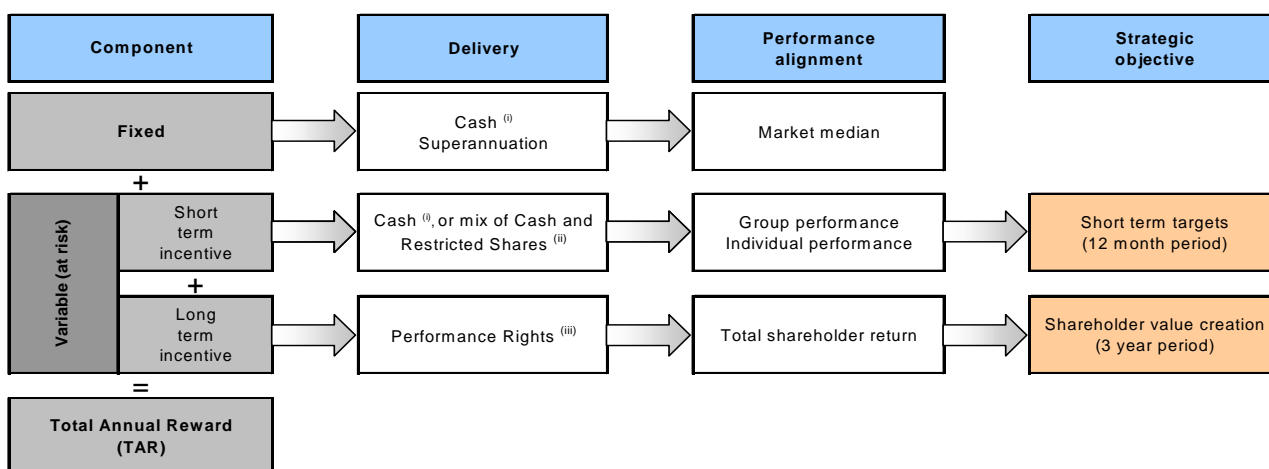 Component
Delivery
Performance
alignment
Strategic
objective
Fixed
Cash (i)
Superannuation
Market median
+
Variable (at risk)
Short
term
incentive
Cash (i), or mix of Cash and
Restricted Shares (ii)
Group performance
Individual performance
Short term targets
(12 month period)
+
Long
term
incentive
Performance Rights (iii)
Total shareholder return
Shareholder value creation
(3 year period)
=
Total Annual Reward
(TAR)